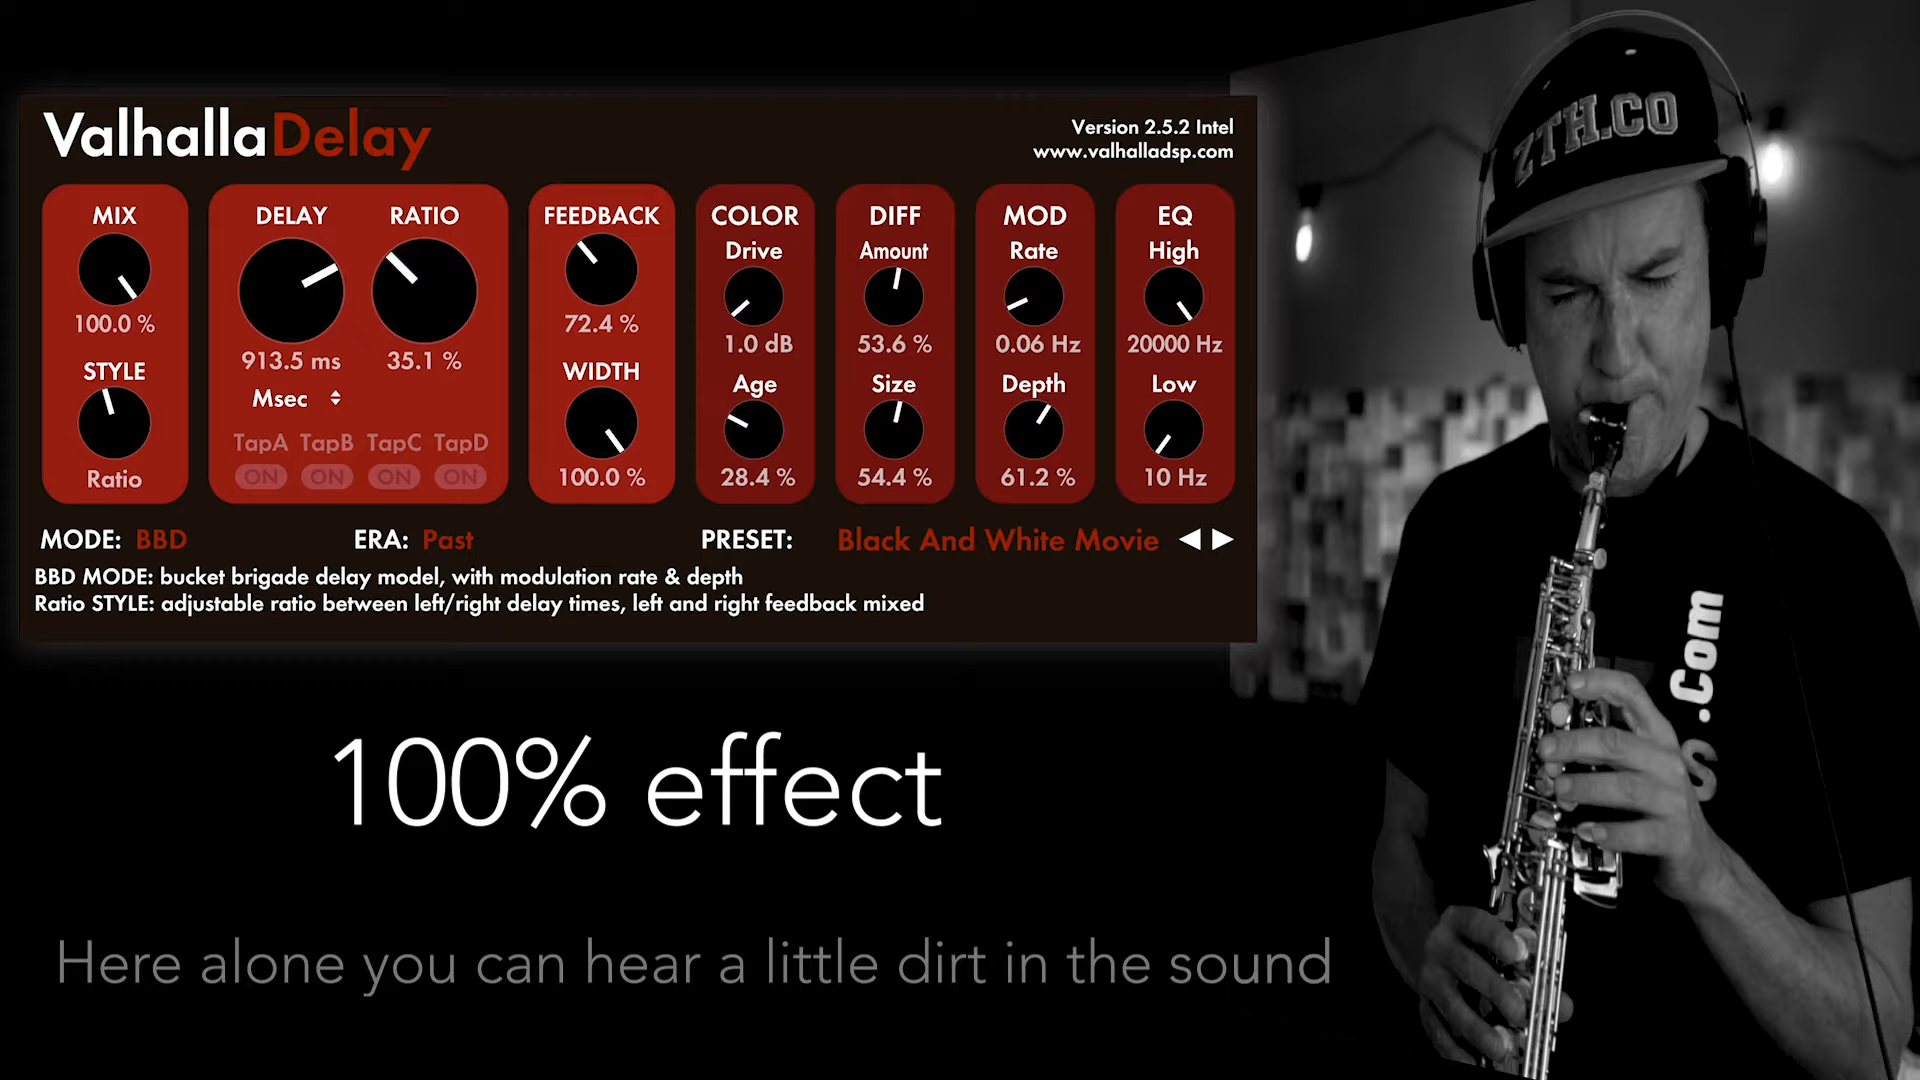 ValhallaDelay
Version 2.5.2 Intel
www.valhalladsp.com
MIX
100.0 %
STYLE
Ratio
DELAY
913.5 ms
Msec
RATIO
35.1 %
TapA TapB TapC TapD
ON ON ON ON
FEEDBACK
72.4 %
WIDTH
100.0 %
COLOR
Drive
1.0 dB
Age
28.4 %
DIFF
Amount
53.6 %
Size
54.4 %
MOD
Rate
0.06 Hz
Depth
61.2 %
EQ
High
20000 Hz
Low
10 Hz
MODE: BBD
ERA: Past
PRESET: Black And White Movie
BBD MODE: bucket brigade delay model, with modulation rate & depth
Ratio STYLE: adjustable ratio between left/right delay times, left and right feedback mixed
100% effect
Here alone you can hear a little dirt in the sound
ZTH.CO
s.Com